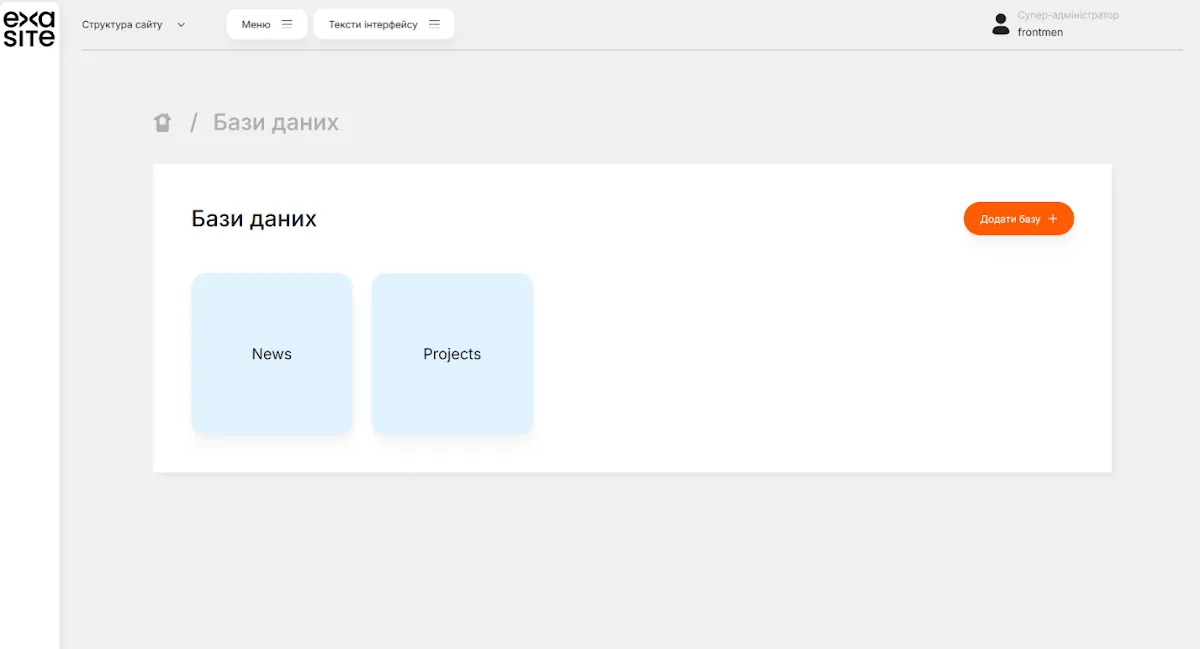 exa
SITE
Структура сайту
Меню
Тексти інтерфейсу
Супер-адміністратор
frontmen
/ Бази даних
Бази даних
Додати базу +
News
Projects